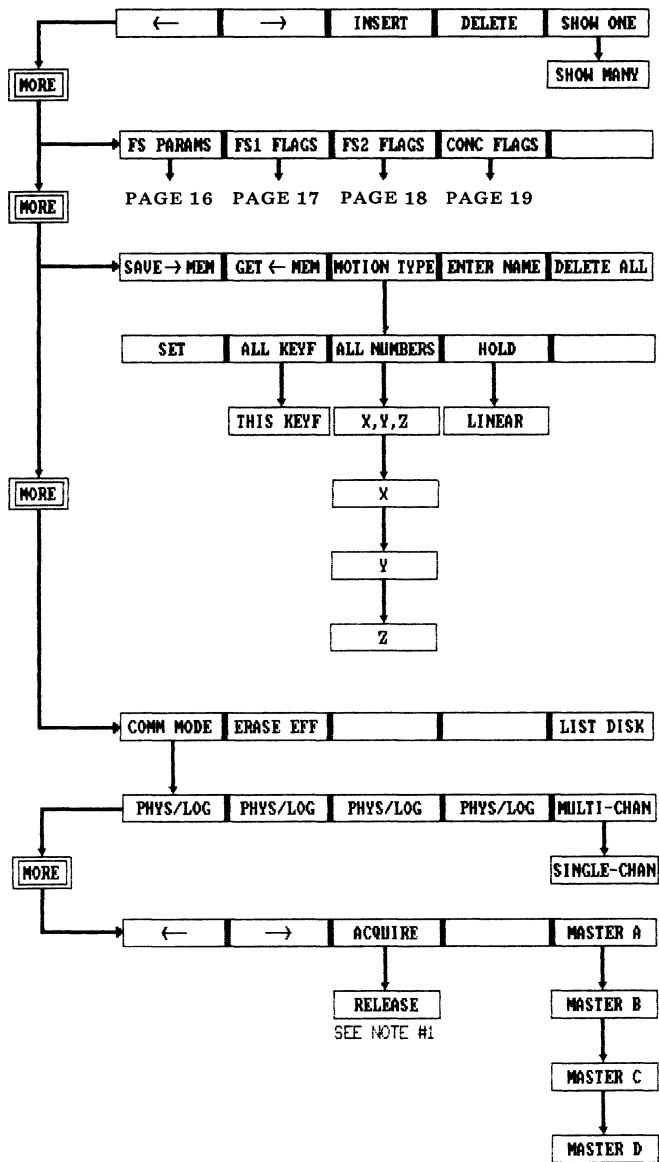 ← → INSERT DELETE SHOW ONE
SHOW MANY
MORE
FS PARAMS FS1 FLAGS FS2 FLAGS CONC FLAGS
PAGE 16 PAGE 17 PAGE 18 PAGE 19
MORE
SAVE → MEM GET ← MEM MOTION TYPE ENTER NAME DELETE ALL
SET ALL KEYF ALL NUMBERS HOLD
THIS KEYF X,Y,Z LINEAR
MORE
X
Y
Z
COMM MODE ERASE EFF LIST DISK
PHYS/LOG PHYS/LOG PHYS/LOG PHYS/LOG MULTI-CHAN
MORE
SINGLE-CHAN
← → ACQUIRE MASTER A
RELEASE MASTER B
SEE NOTE #1
MASTER C
MASTER D